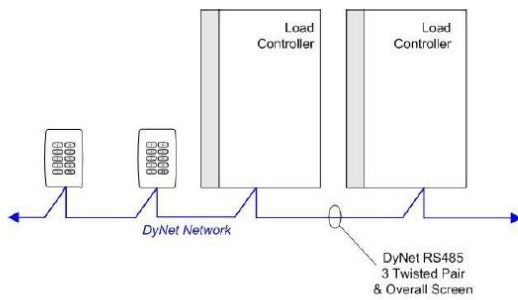 Load
Controller
Load
Controller
DyNet Network
DyNet RS485
3 Twisted Pair
& Overall Screen